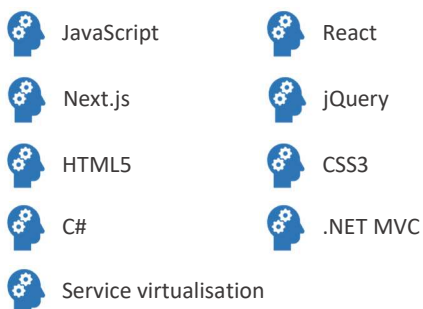 JavaScript
React
Next.js
jQuery
HTML5
CSS3
C#
.NET MVC
Service virtualisation